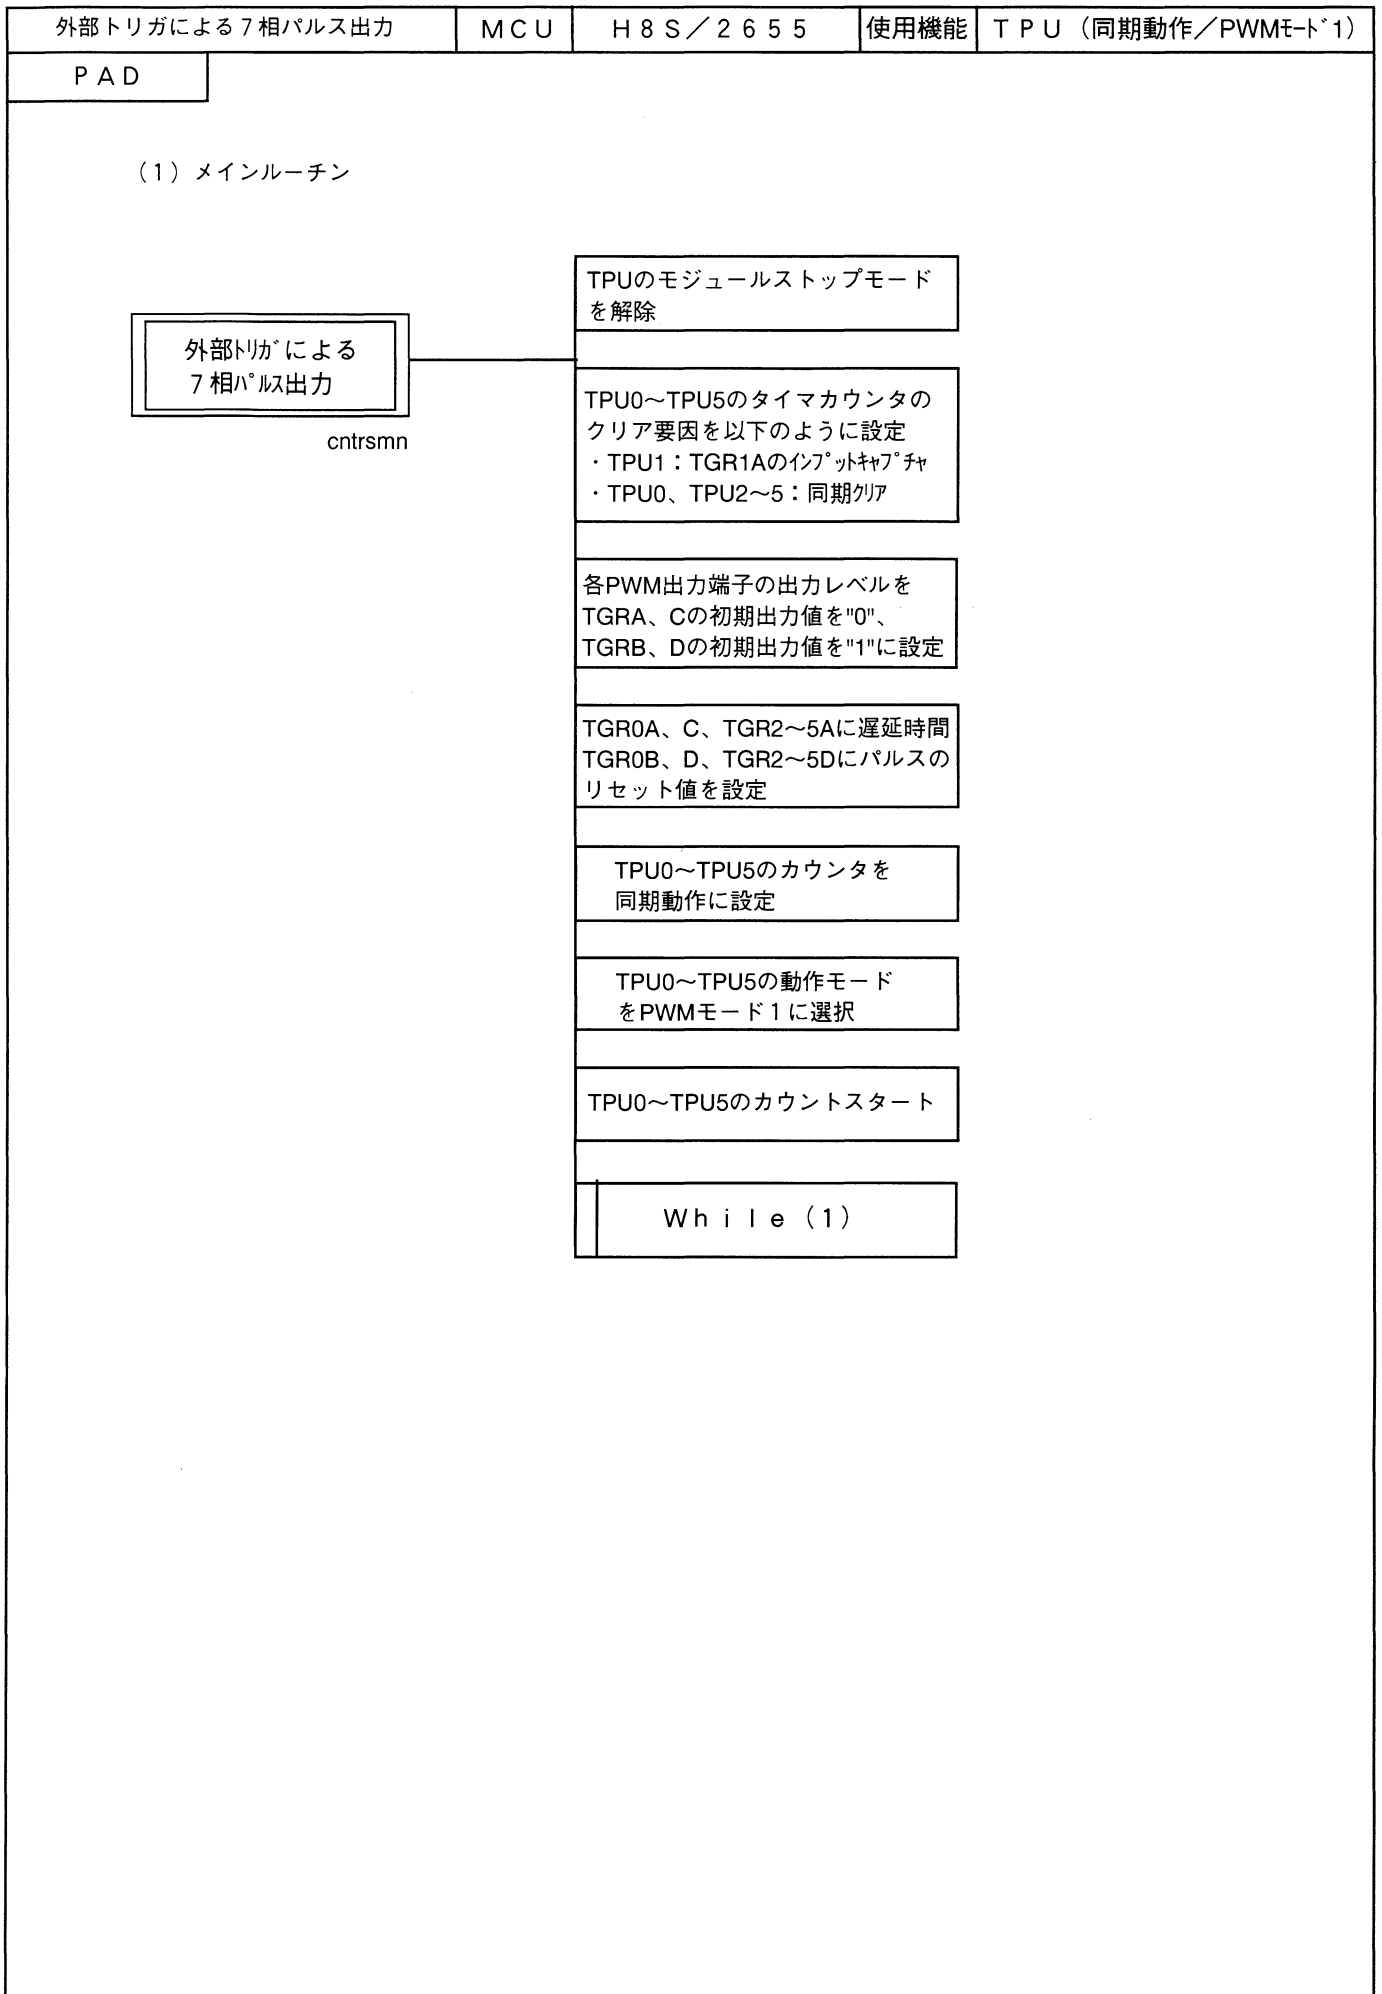 外部トリガによる７相パルス出力
ＭＣＵ
Ｈ８Ｓ／２６５５
使用機能
ＴＰＵ（同期動作／PWMﾓｰﾄﾞ1）
ＰＡＤ
（１）メインルーチン
TPUのモジュールストップモード
を解除
外部ﾄﾘｶﾞによる
７相ﾊﾟﾙｽ出力
cntrsmn
TPU0～TPU5のタイマカウンタの
クリア要因を以下のように設定
・TPU1：TGR1Aのｲﾝﾌﾟｯﾄｷｬﾌﾟﾁｬ
・TPU0、TPU2～5：同期ｸﾘｱ
各PWM出力端子の出力レベルを
TGRA、Cの初期出力値を"0"、
TGRB、Dの初期出力値を"1"に設定
TGR0A、C、TGR2～5Aに遅延時間
TGR0B、D、TGR2～5Dにパルスの
リセット値を設定
TPU0～TPU5のカウンタを
同期動作に設定
TPU0～TPU5の動作モード
をPWMモード１に選択
TPU0～TPU5のカウントスタート
Ｗｈｉｌｅ（１）